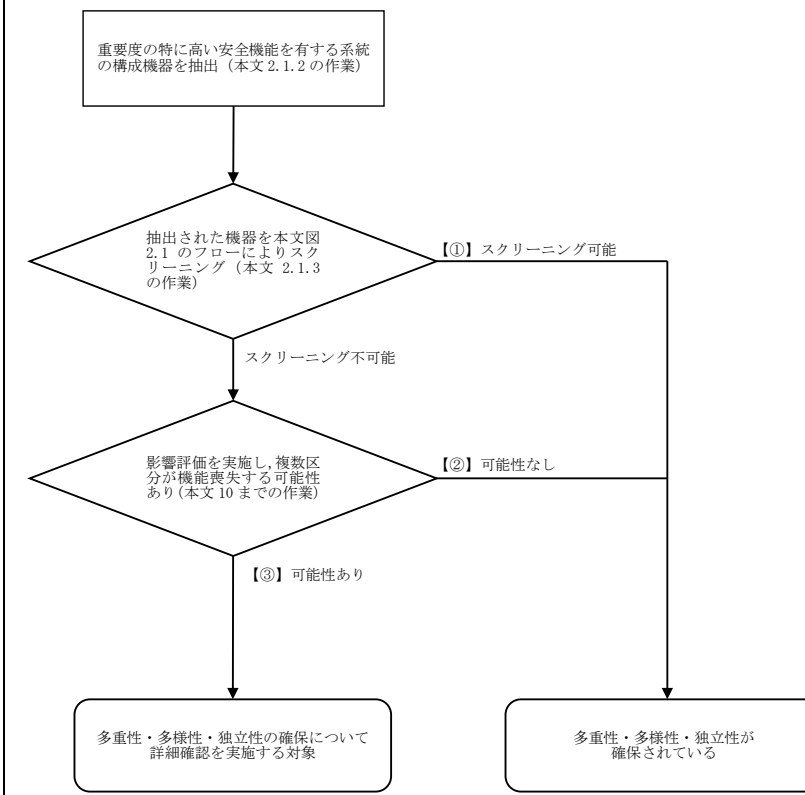 重要度の特に高い安全機能を有する系統
の構成機器を抽出（本文 2.1.2 の作業）
抽出された機器を本文図
2.1 のフローによりスク
リーニング（本文 2.1.3
の作業）
【①】スクリーニング可能
スクリーニング不可能
影響評価を実施し,複数区
分が機能喪失する可能性
あり(本文 10 までの作業)
【②】可能性なし
【③】可能性あり
多重性・多様性・独立性の確保について
詳細確認を実施する対象
多重性・多様性・独立性が
確保されている